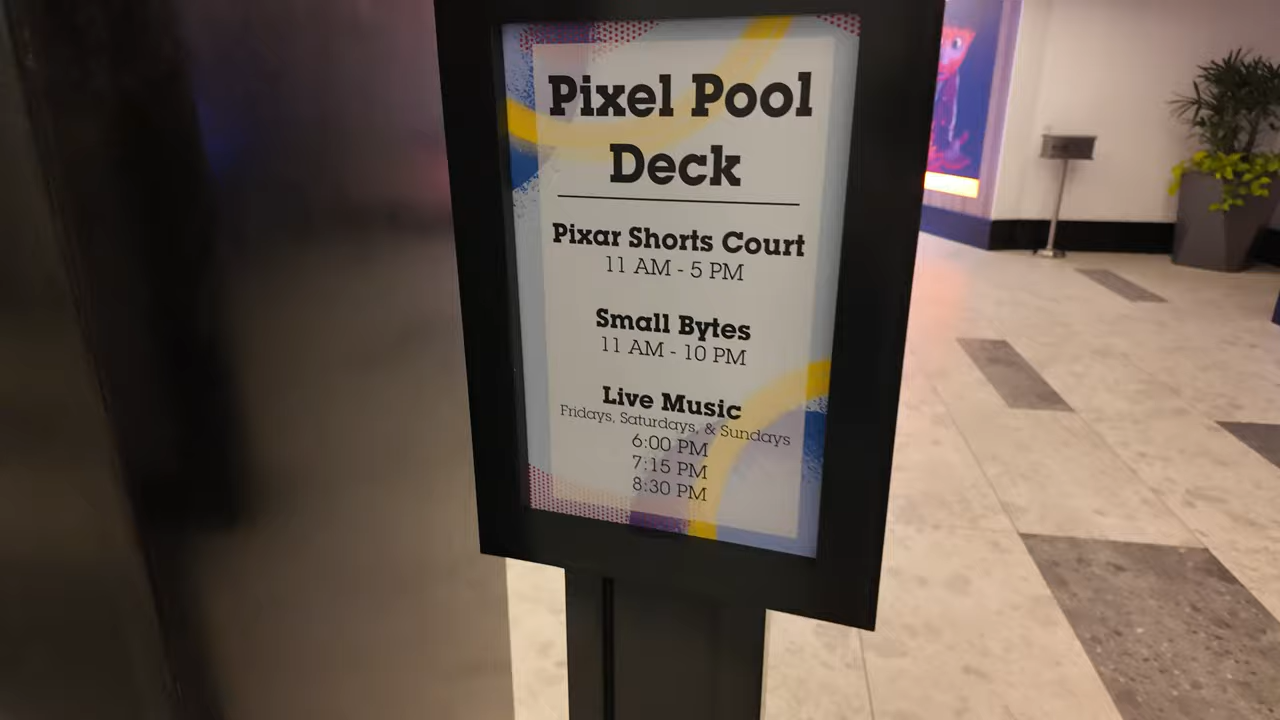 Pixel Pool
Deck
Pixar Shorts Court
11 AM - 5 PM
Small Bytes
11 AM - 10 PM
Live Music
Fridays, Saturdays, & Sundays
6:00 PM
7:15 PM
8:30 PM